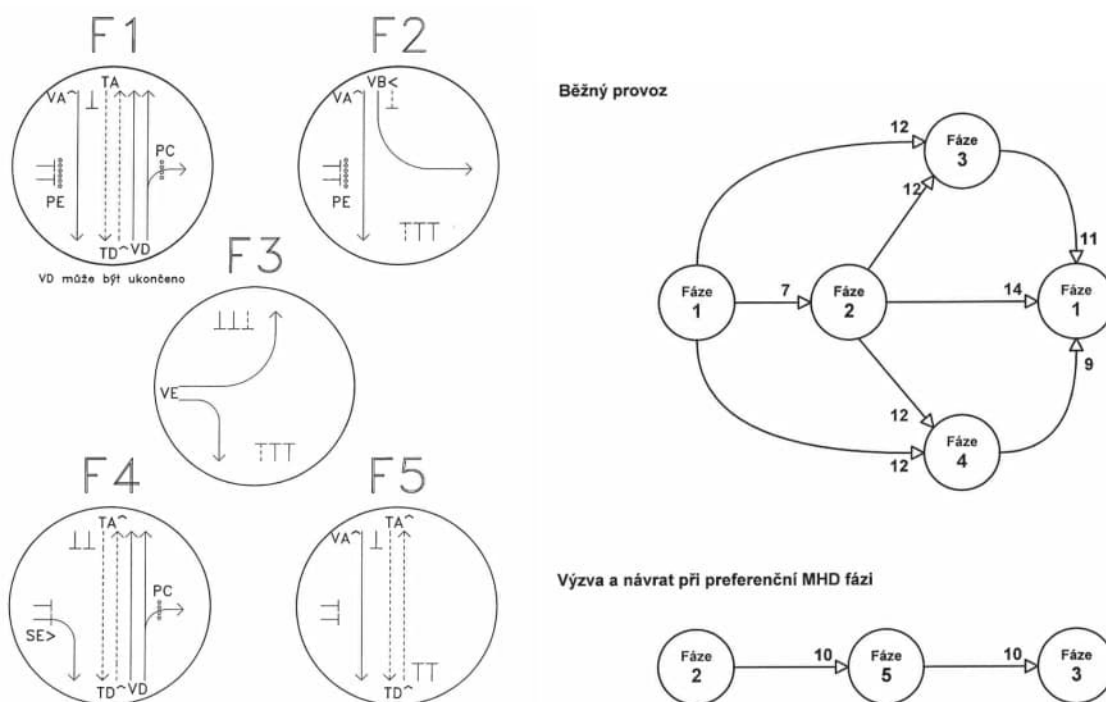 F1
VA^
TA
PC
PE
TD^ VD
VD může být ukončeno
F2
VA^
VB<
PE
F3
VE
F4
TA^
PC
SE>
TD^ VD
F5
VA^
TA^
TD^
Běžný provoz
12
Fáze
3
12
11
Fáze
1
7
Fáze
2
14
Fáze
1
9
12
12
Fáze
4
Výzva a návrat při preferenční MHD fázi
Fáze
2
10
Fáze
5
10
Fáze
3